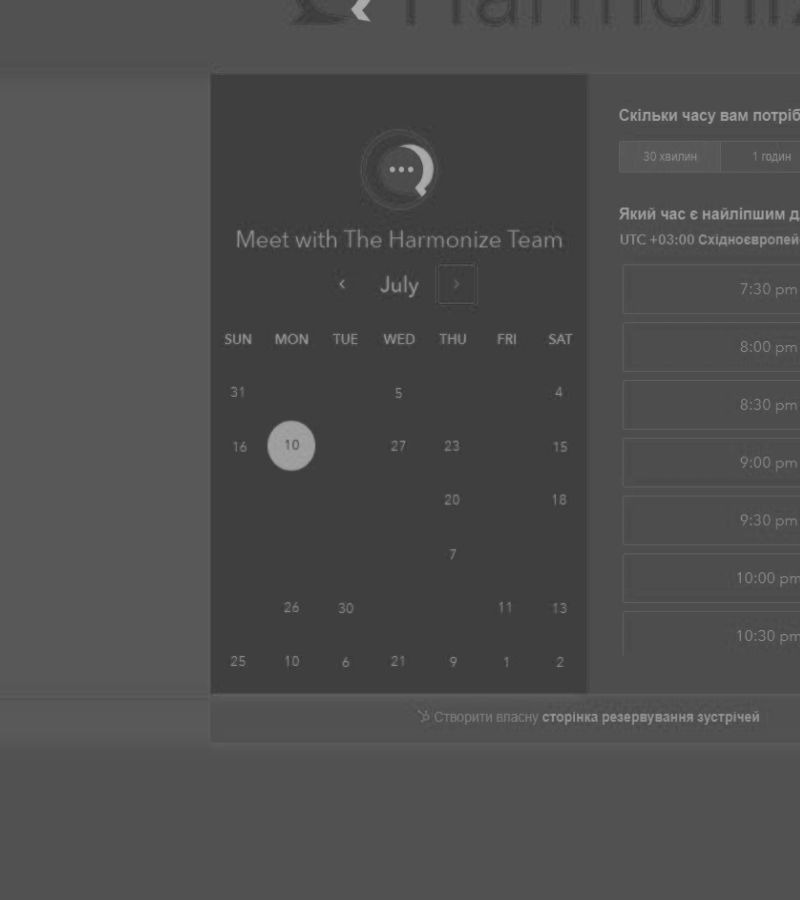 Harmoniz
Meet with The Harmonize Team
‹ July ›
SUN MON TUE WED THU FRI SAT
31 5 4
16 10 27 23 15
20 18
7
26 30 11 13
25 10 6 21 9 1 2
Скільки часу вам потріб
30 хвилин 1 годин
Який час є найліпшим д
UTC +03:00 Східноєвропей
7:30 pm
8:00 pm
8:30 pm
9:00 pm
9:30 pm
10:00 pm
10:30 pm
Створити власну сторінка резервування зустрічей